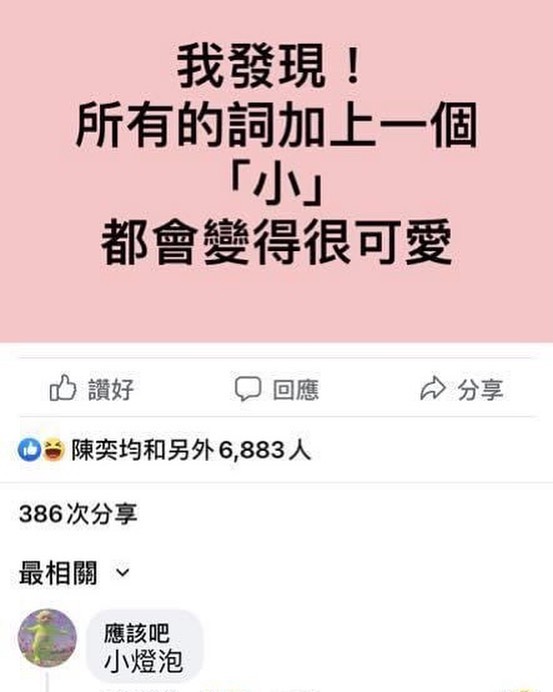 我發現！
所有的詞加上一個
「小」
都會變得很可愛
讚好 回應 分享
陳奕均和另外6,883人
386次分享
最相關
應該吧
小燈泡